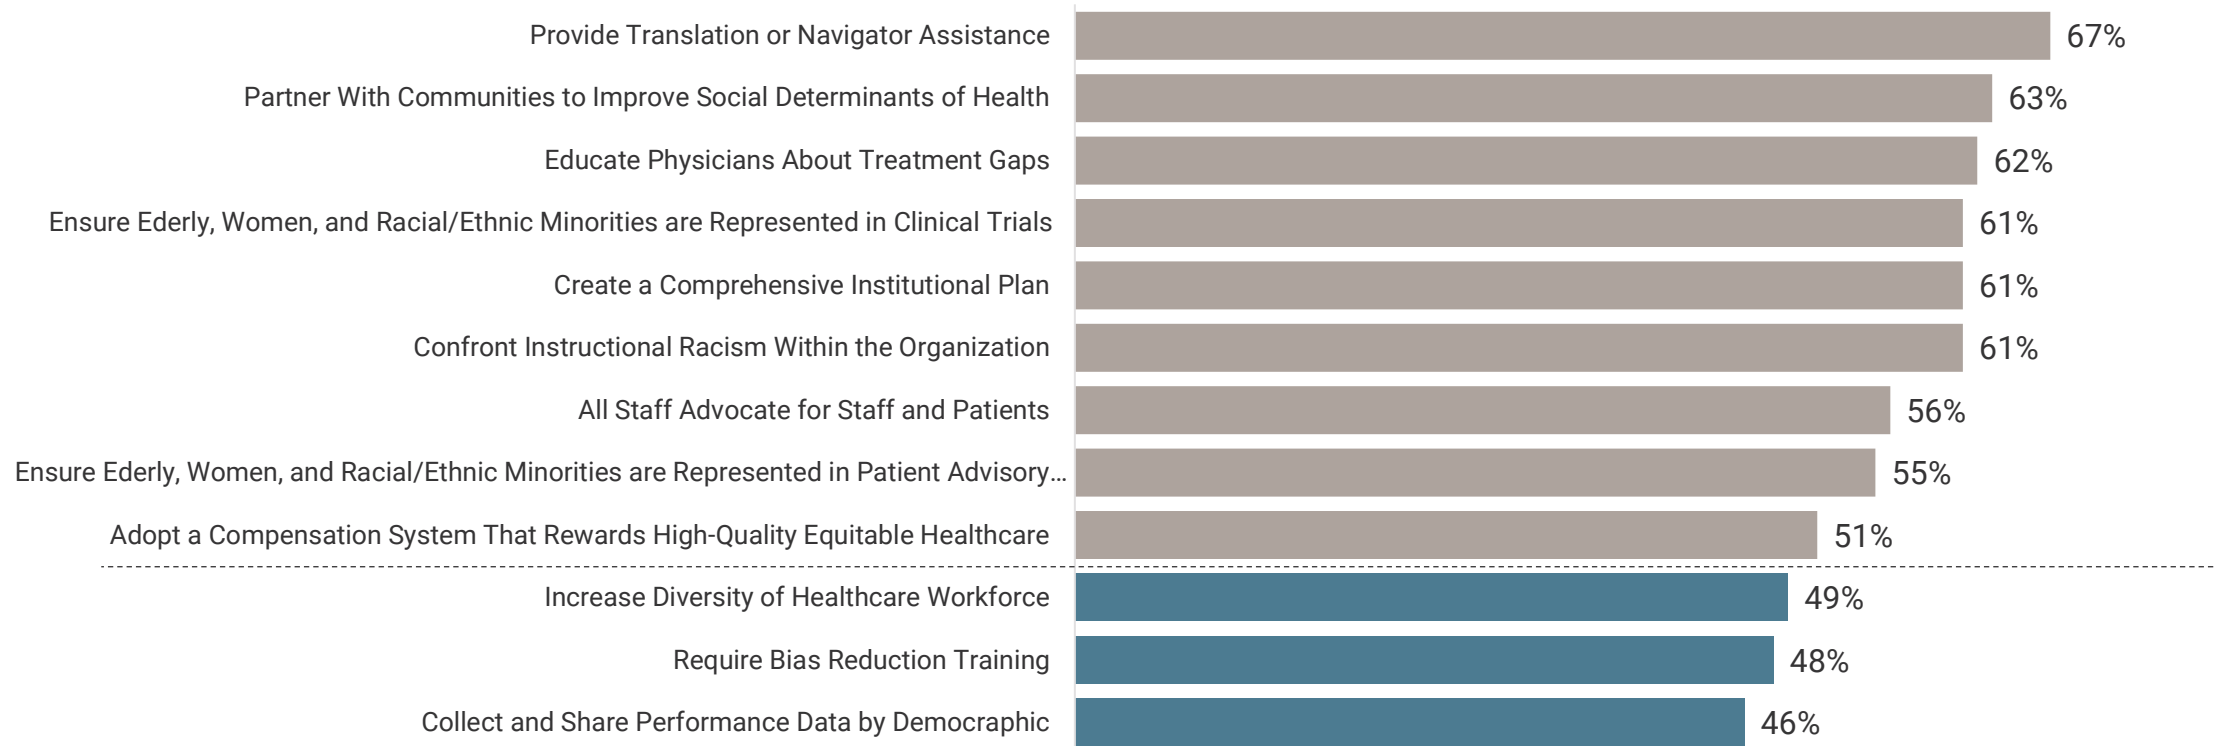 Provide Translation or Navigator Assistance 67%
Partner With Communities to Improve Social Determinants of Health 63%
Educate Physicians About Treatment Gaps 62%
Ensure Ederly, Women, and Racial/Ethnic Minorities are Represented in Clinical Trials 61%
Create a Comprehensive Institutional Plan 61%
Confront Instructional Racism Within the Organization 61%
All Staff Advocate for Staff and Patients 56%
Ensure Ederly, Women, and Racial/Ethnic Minorities are Represented in Patient Advisory... 55%
Adopt a Compensation System That Rewards High-Quality Equitable Healthcare 51%
Increase Diversity of Healthcare Workforce 49%
Require Bias Reduction Training 48%
Collect and Share Performance Data by Democraphic 46%